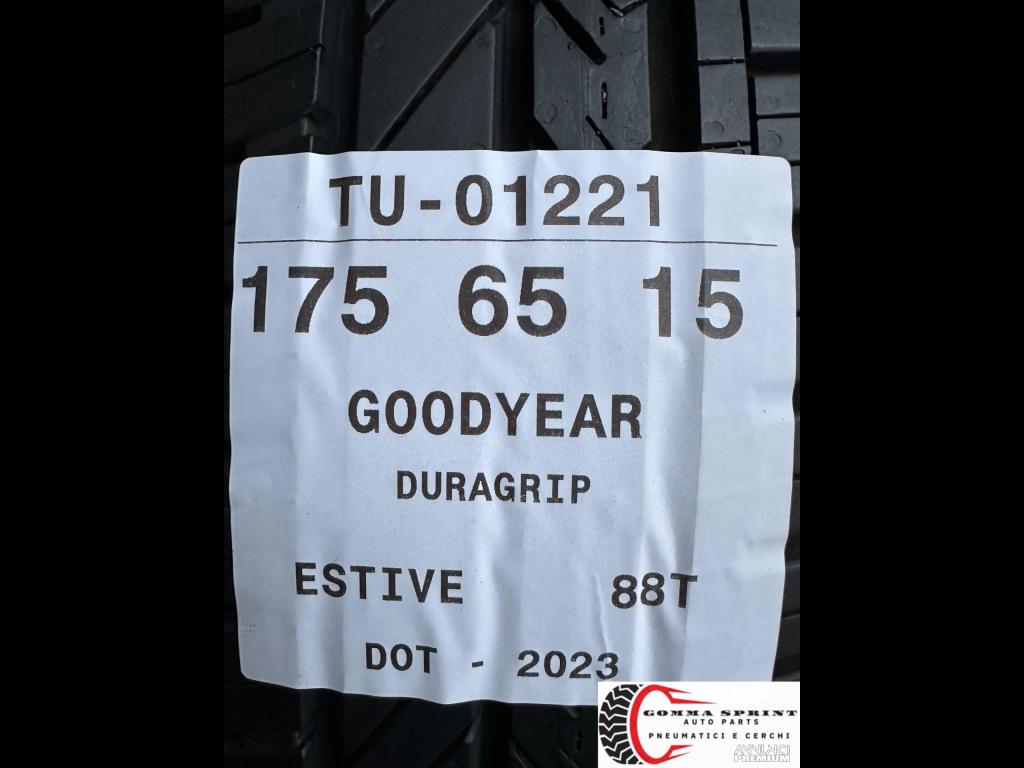 TU-01221
175 65 15
GOODYEAR
DURAGRIP
ESTIVE 88T
DOT - 2023
GOMMA SPRINT
AUTO PARTS
PNEUMATICI E CERCHI
ANNUNCI
PREMIUM